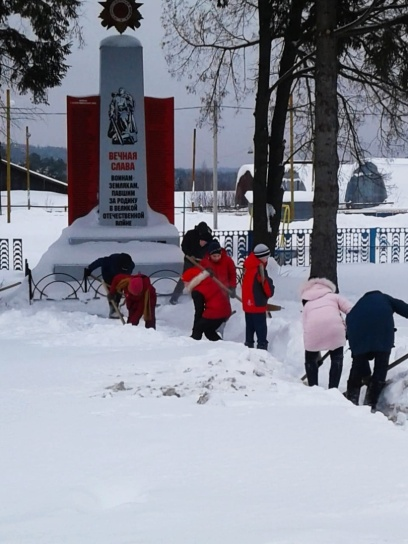 ВЕЧНАЯ
СЛАВА
ВОИНАМ
ЗЕМЛЯКАМ,
ПАВШИМ
ЗА РОДИНУ
В ВЕЛИКОЙ
ОТЕЧЕСТВЕННОЙ
ВОЙНЕ